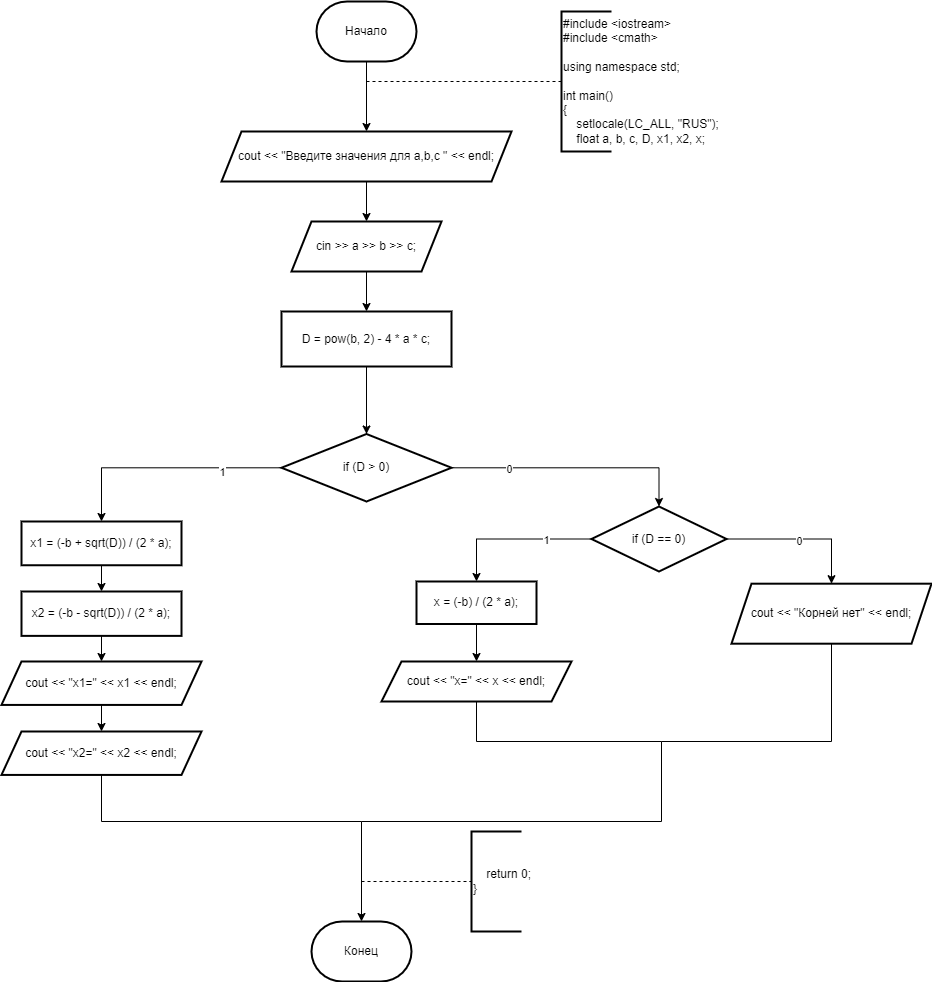 Начало
#include <iostream>
#include <cmath>
using namespace std;
int main()
{
setlocale(LC_ALL, "RUS");
float a, b, c, D, x1, x2, x;
cout << "Введите значения для a,b,c " << endl;
cin >> a >> b >> c;
D = pow(b, 2) - 4 * a * c;
if (D > 0)
1
0
x1 = (-b + sqrt(D)) / (2 * a);
x2 = (-b - sqrt(D)) / (2 * a);
cout << "x1=" << x1 << endl;
cout << "x2=" << x2 << endl;
if (D == 0)
1
0
x = (-b) / (2 * a);
cout << "x=" << x << endl;
cout << "Корней нет" << endl;
return 0;
}
Конец